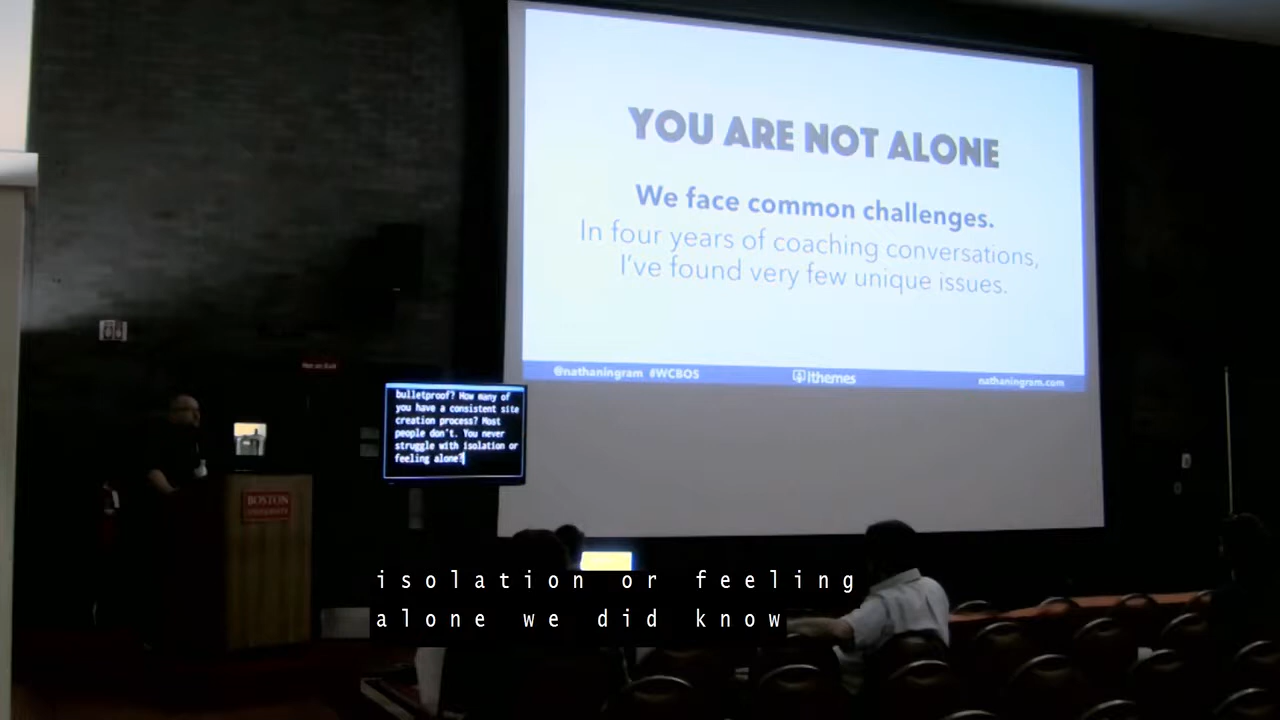 YOU ARE NOT ALONE
We face common challenges.
In four years of coaching conversations,
I've found very few unique issues.
@nathaningram #WCBOS
ithemes
nathaningram.com
bulletproof? How many of
you have a consistent site
creation process? Most
people don't. You never
struggle with isolation or
feeling alone?
BOSTON
UNIVERSITY
isolation or feeling
alone we did know